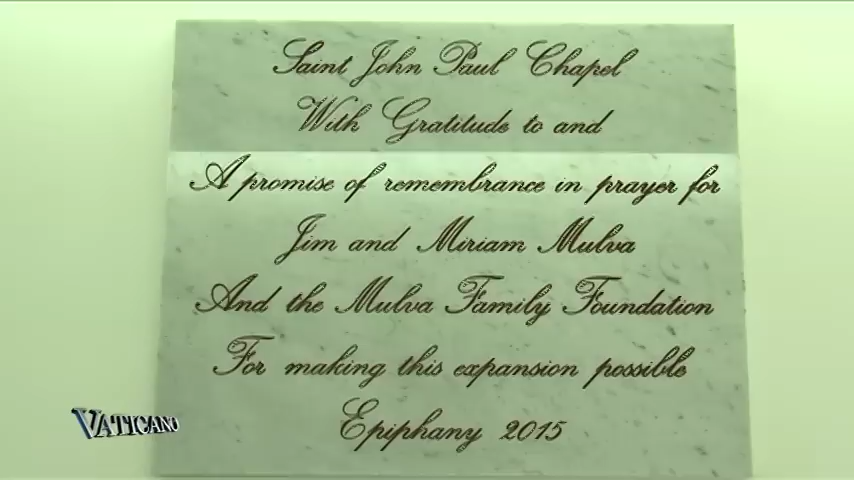 Saint John Paul Chapel
With Gratitude to and
A promise of remembrance in prayer for
Jim and Miriam Mulva
And the Mulva Family Foundation
For making this expansion possible
Epiphany 2015
VATICANO